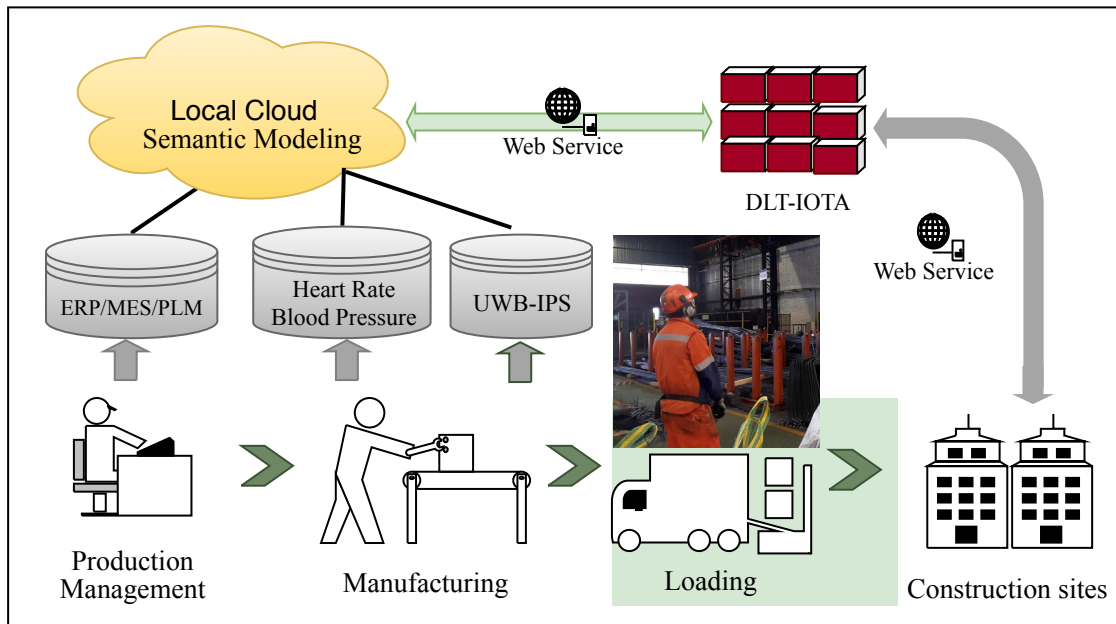 Local Cloud
Semantic Modeling
Web Service
DLT-IOTA
Web Service
ERP/MES/PLM
Heart Rate
Blood Pressure
UWB-IPS
Production
Management
Manufacturing
Loading
Construction sites